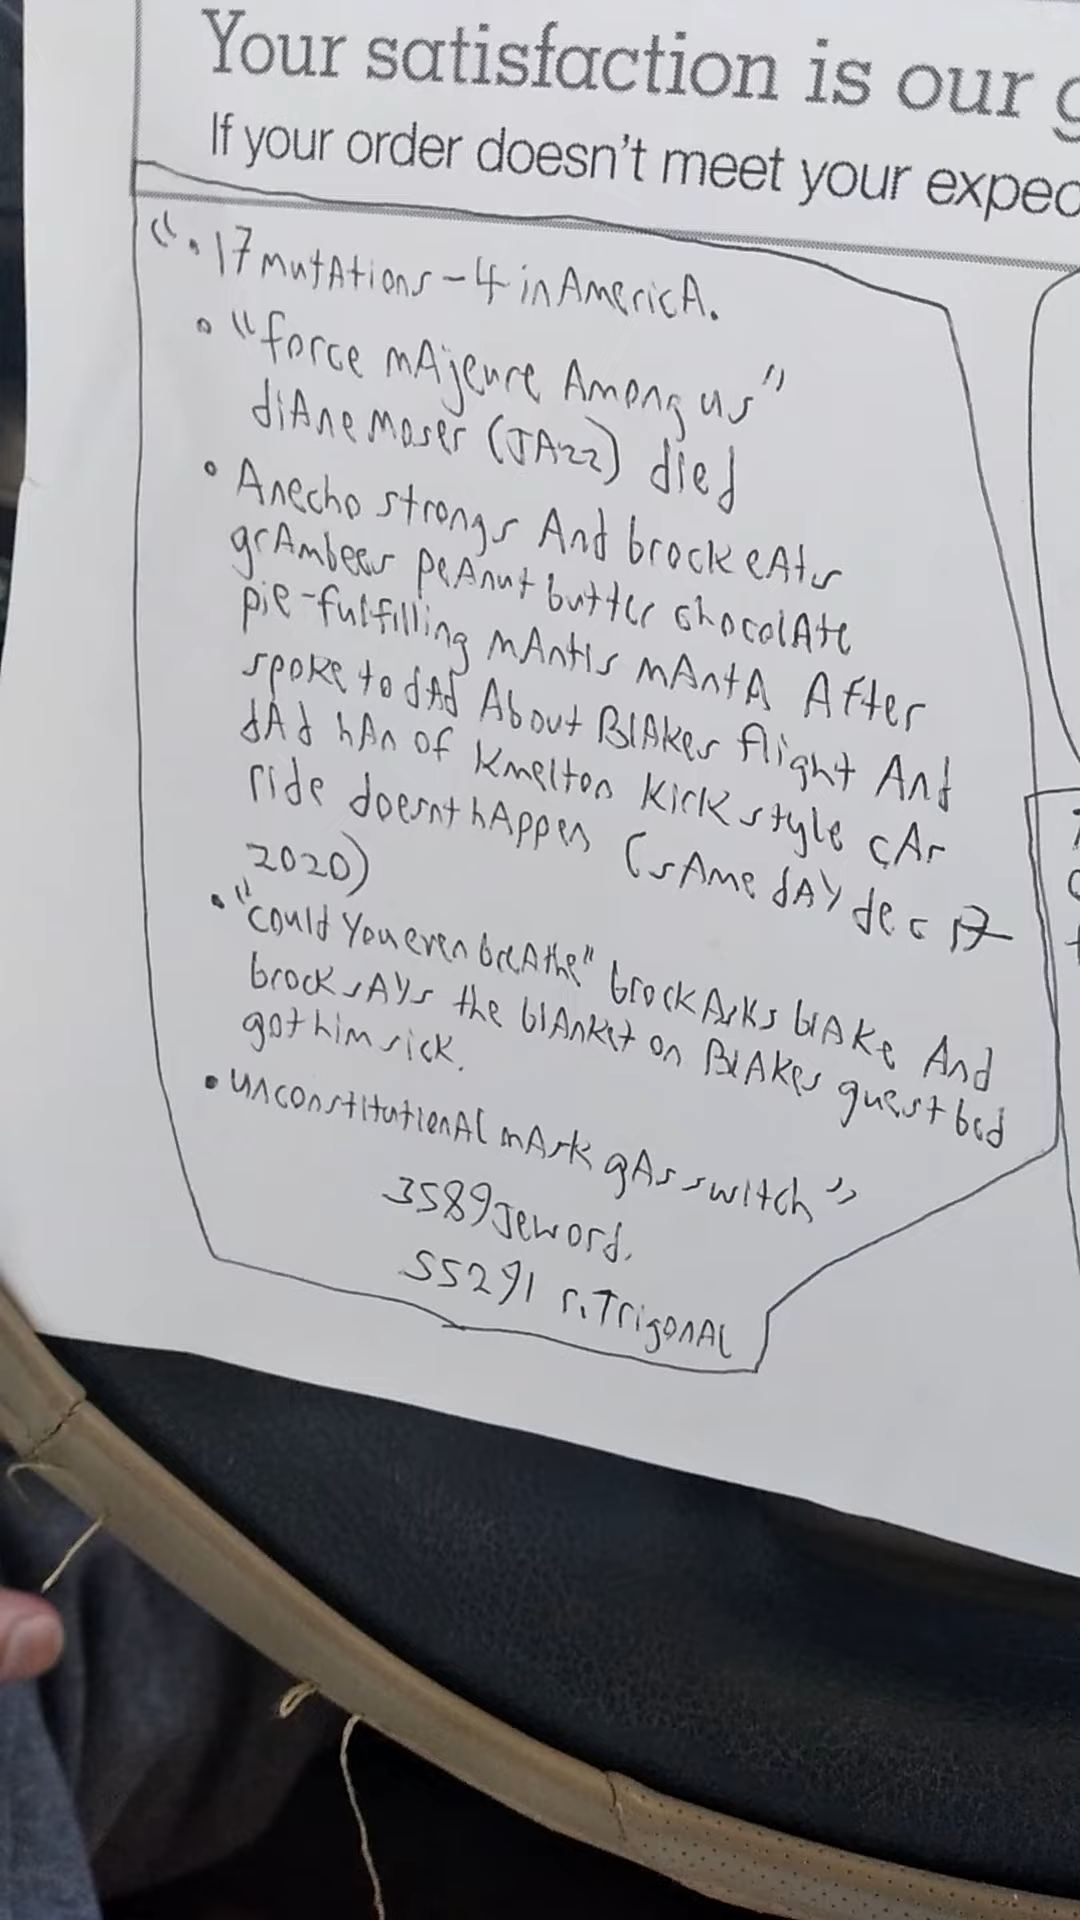 Your satisfaction is our
If your order doesn't meet your expec
"• 17 mutAtions - 4 in AmericA.
• "force mAjeure Among us"
diAne moser (JAzz) died
• Anecho strongs And brock eAts
grAmbees peAnut butter chocolAte
pie-fulfilling mAntis mAntA After
spoke to dAd About BlAkes flight And
dAd hAn of Kmelton Kick style cAr
ride doesnt hAppen (sAme dAy dec 17
2020)
• "could You even breAthe" brock Asks blAke And
brock sAys the blAnket on BlAkes guest bed
got him sick.
• unconstitutionAl mArk gAs switch"
3589 Jeword.
55291 r. TrigonAl